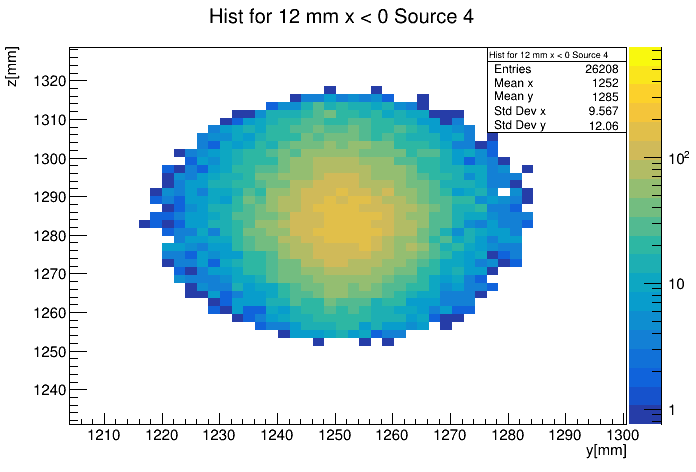 Hist for 12 mm x < 0 Source 4
z[mm]
Hist for 12 mm x < 0 Source 4
Entries 26208
Mean x 1252
Mean y 1285
Std Dev x 9.567
Std Dev y 12.06
1320
1310
1300
1290
1280
1270
1260
1250
1240
10²
10
1
1210 1220 1230 1240 1250 1260 1270 1280 1290 1300
y[mm]